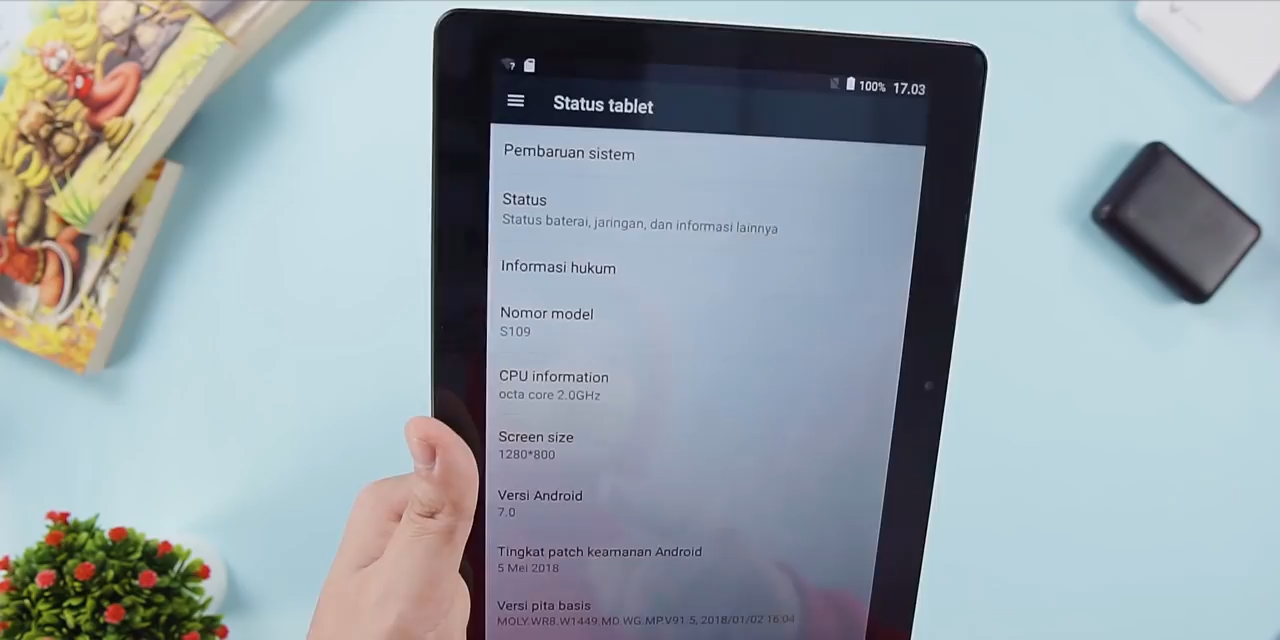 100% 17.03
Status tablet
Pembaruan sistem
Status
Status baterai, jaringan, dan informasi lainnya
Informasi hukum
Nomor model
S109
CPU information
octa core 2.0GHz
Screen size
1280*800
Versi Android
7.0
Tingkat patch keamanan Android
5 Mei 2018
Versi pita basis
MOLY.WR8.W1449.MD.WG.MP.V91.5, 2018/01/02 16:04